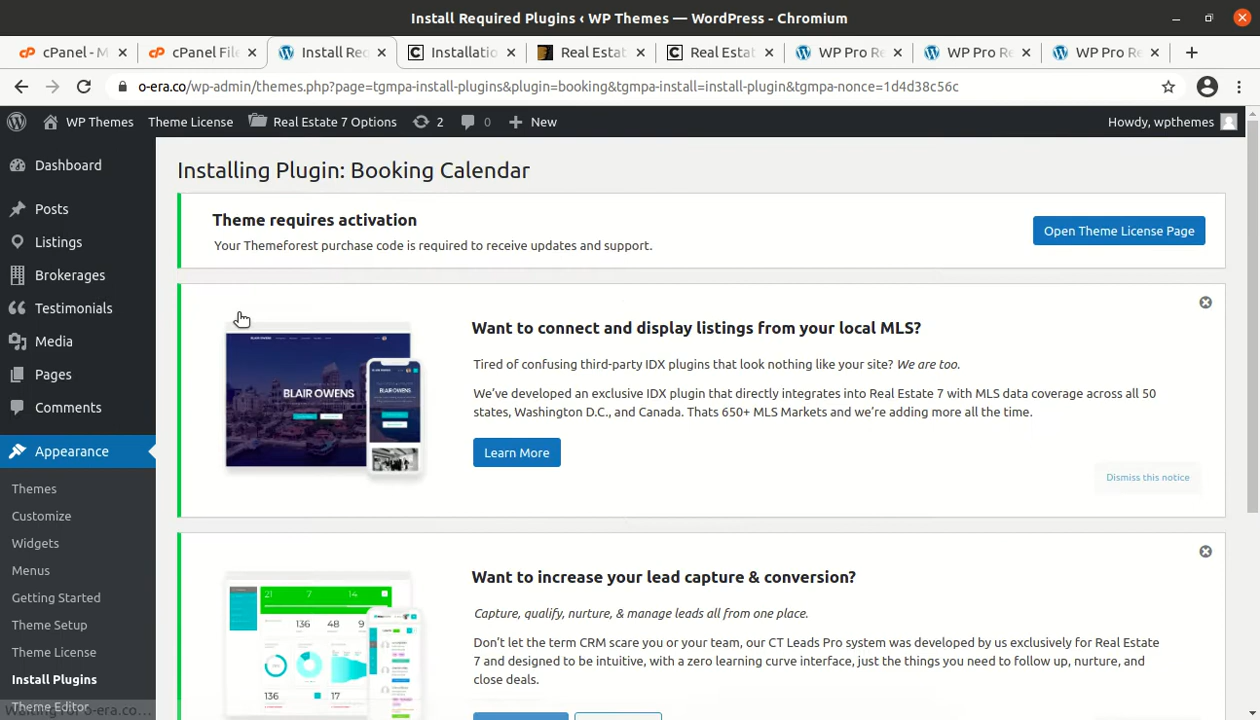 Install Required Plugins ‹ WP Themes — WordPress - Chromium
cPanel - M
cPanel File
Install Req
Installatio
Real Estat
Real Estat
WP Pro Re
WP Pro Re
WP Pro Re
o-era.co/wp-admin/themes.php?page=tgmpa-install-plugins&plugin=booking&tgmpa-install=install-plugin&tgmpa-nonce=1d4d38c56c
WP Themes
Theme License
Real Estate 7 Options
2
0
New
Howdy, wpthemes
Dashboard
Posts
Listings
Brokerages
Testimonials
Media
Pages
Comments
Appearance
Themes
Customize
Widgets
Menus
Getting Started
Theme Setup
Theme License
Install Plugins
Theme Editor
Waiting for o-era.co...
Installing Plugin: Booking Calendar
Theme requires activation
Your Themeforest purchase code is required to receive updates and support.
Open Theme License Page
BLAIR OWENS
BLAIR OWENS
Want to connect and display listings from your local MLS?
Tired of confusing third-party IDX plugins that look nothing like your site? We are too.
We’ve developed an exclusive IDX plugin that directly integrates into Real Estate 7 with MLS data coverage across all 50
states, Washington D.C., and Canada. Thats 650+ MLS Markets and we’re adding more all the time.
Learn More
Dismiss this notice
21 7 14
136 48 9
136 17
Want to increase your lead capture & conversion?
Capture, qualify, nurture, & manage leads all from one place.
Don’t let the term CRM scare you or your team, our CT Leads Pro system was developed by us exclusively for Real Estate
7 and designed to be intuitive, with a zero learning curve interface, just the things you need to follow up, nurture, and
close deals.